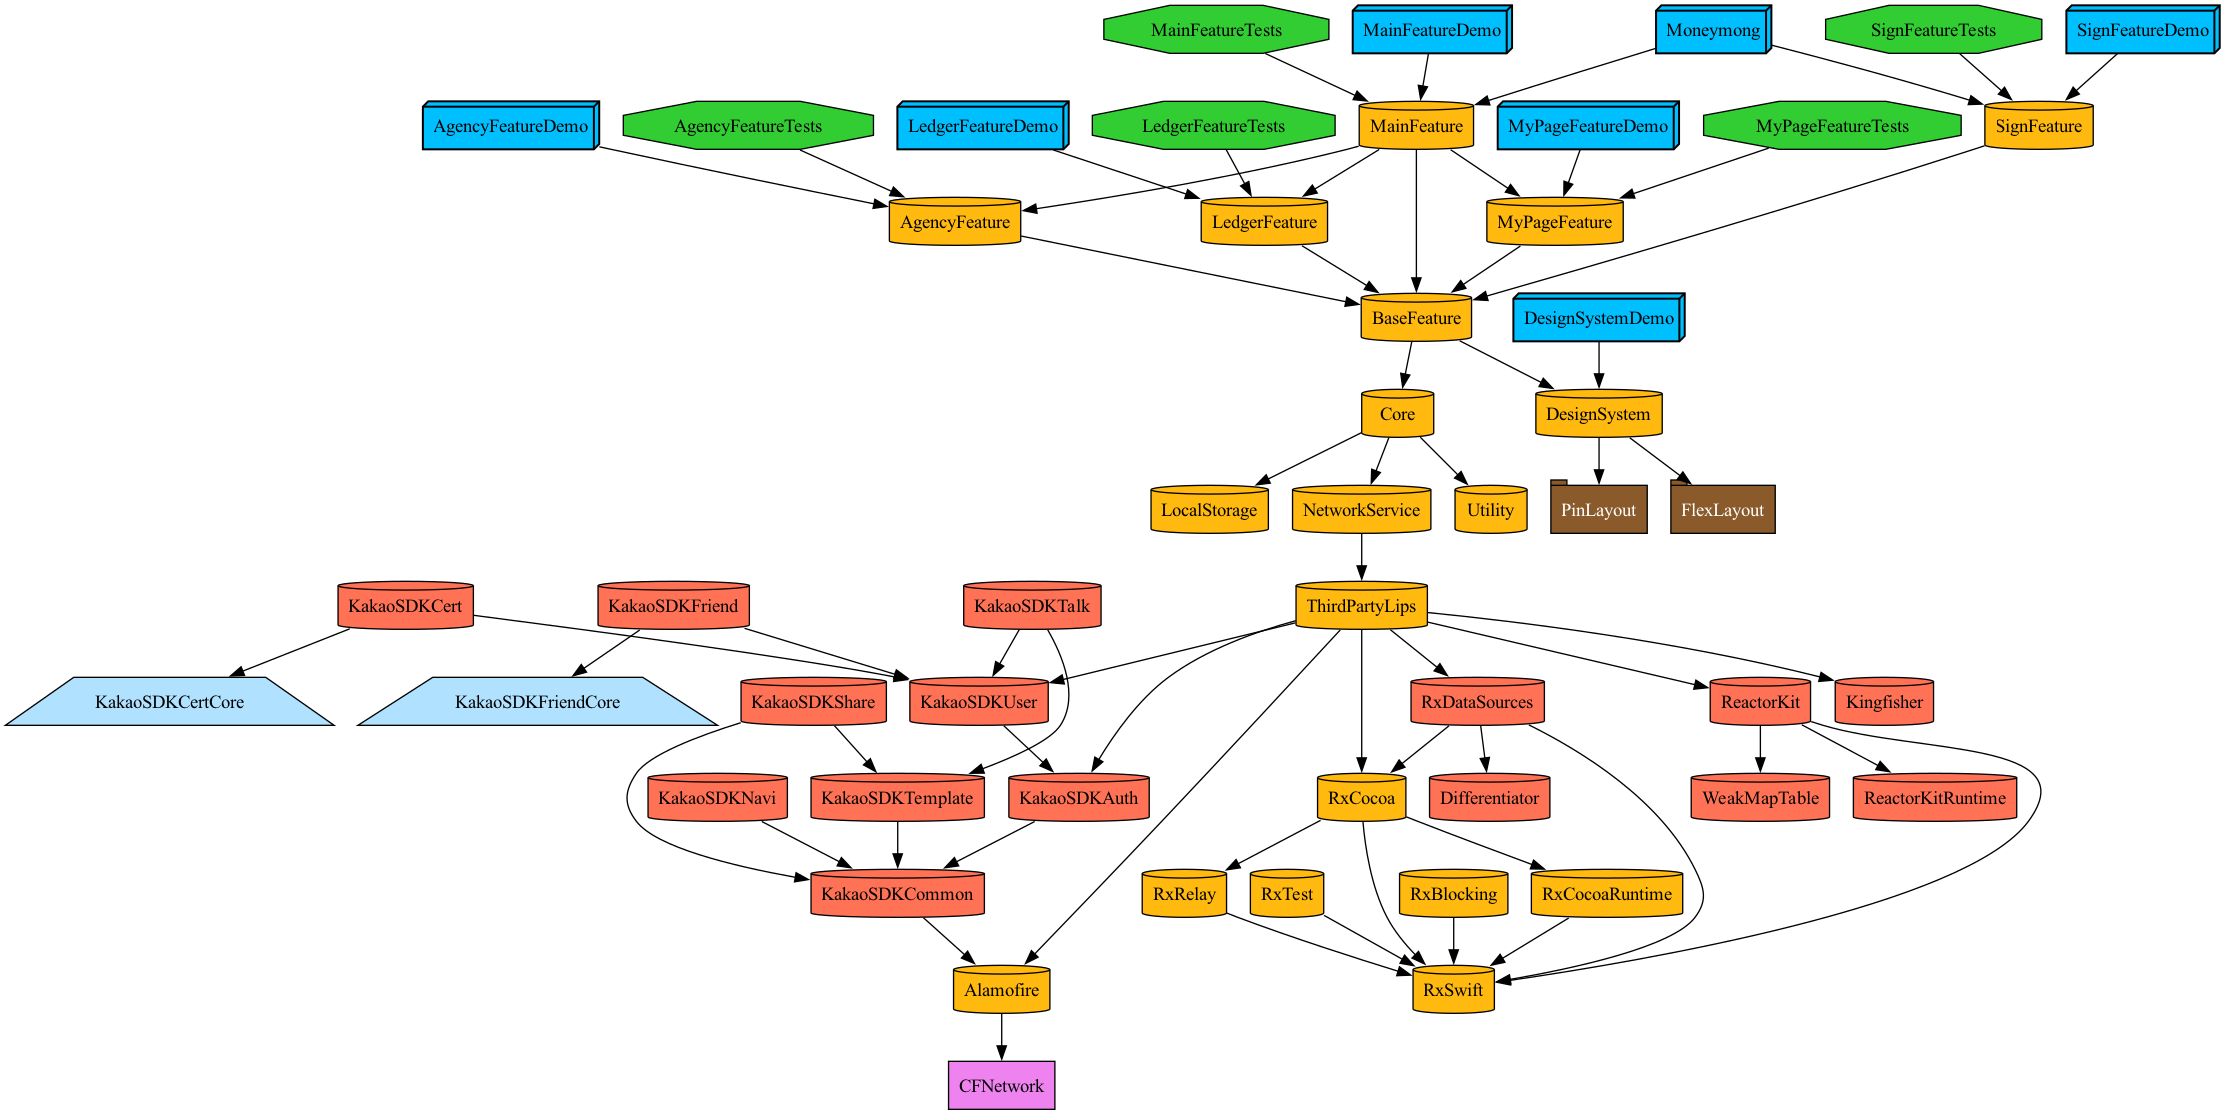 MainFeatureTests
MainFeatureDemo
Moneymong
SignFeatureTests
SignFeatureDemo
AgencyFeatureDemo
AgencyFeatureTests
LedgerFeatureDemo
LedgerFeatureTests
MainFeature
MyPageFeatureDemo
MyPageFeatureTests
SignFeature
AgencyFeature
LedgerFeature
MyPageFeature
BaseFeature
DesignSystemDemo
Core
DesignSystem
LocalStorage
NetworkService
Utility
PinLayout
FlexLayout
KakaoSDKCert
KakaoSDKFriend
KakaoSDKTalk
ThirdPartyLips
KakaoSDKCertCore
KakaoSDKFriendCore
KakaoSDKShare
KakaoSDKUser
RxDataSources
ReactorKit
Kingfisher
KakaoSDKNavi
KakaoSDKTemplate
KakaoSDKAuth
RxCocoa
Differentiator
WeakMapTable
ReactorKitRuntime
KakaoSDKCommon
RxRelay
RxTest
RxBlocking
RxCocoaRuntime
Alamofire
RxSwift
CFNetwork